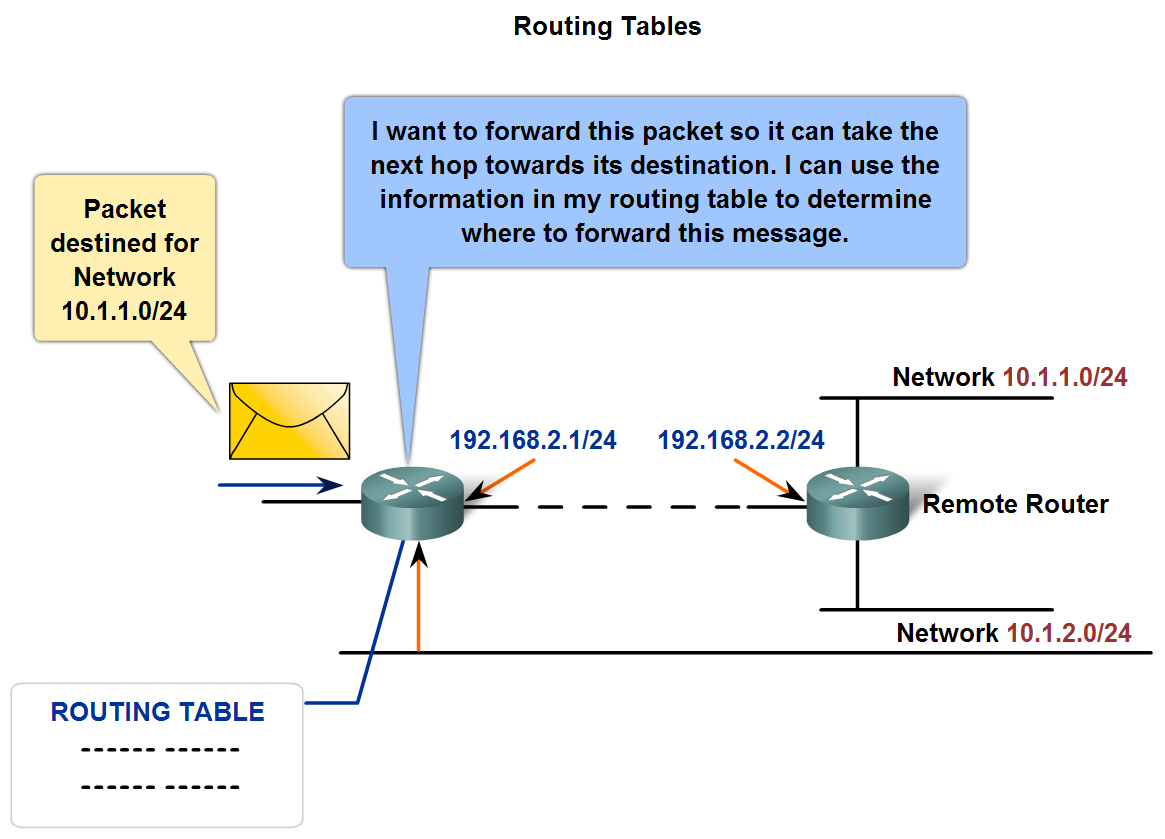 Routing Tables
I want to forward this packet so it can take the
next hop towards its destination. I can use the
information in my routing table to determine
where to forward this message.
Packet
destined for
Network
10.1.1.0/24
Network 10.1.1.0/24
192.168.2.1/24
192.168.2.2/24
Remote Router
Network 10.1.2.0/24
ROUTING TABLE
------ ------
------ ------